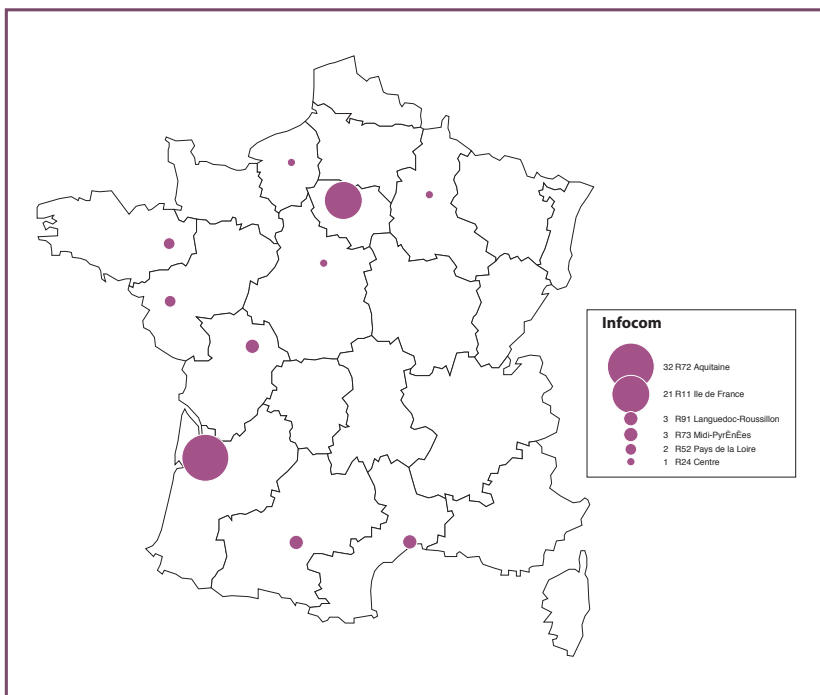 Infocom
32 R72 Aquitaine
21 R11 Ile de France
3 R91 Languedoc-Roussillon
3 R73 Midi-PyrÈnÈes
2 R52 Pays de la Loire
1 R24 Centre